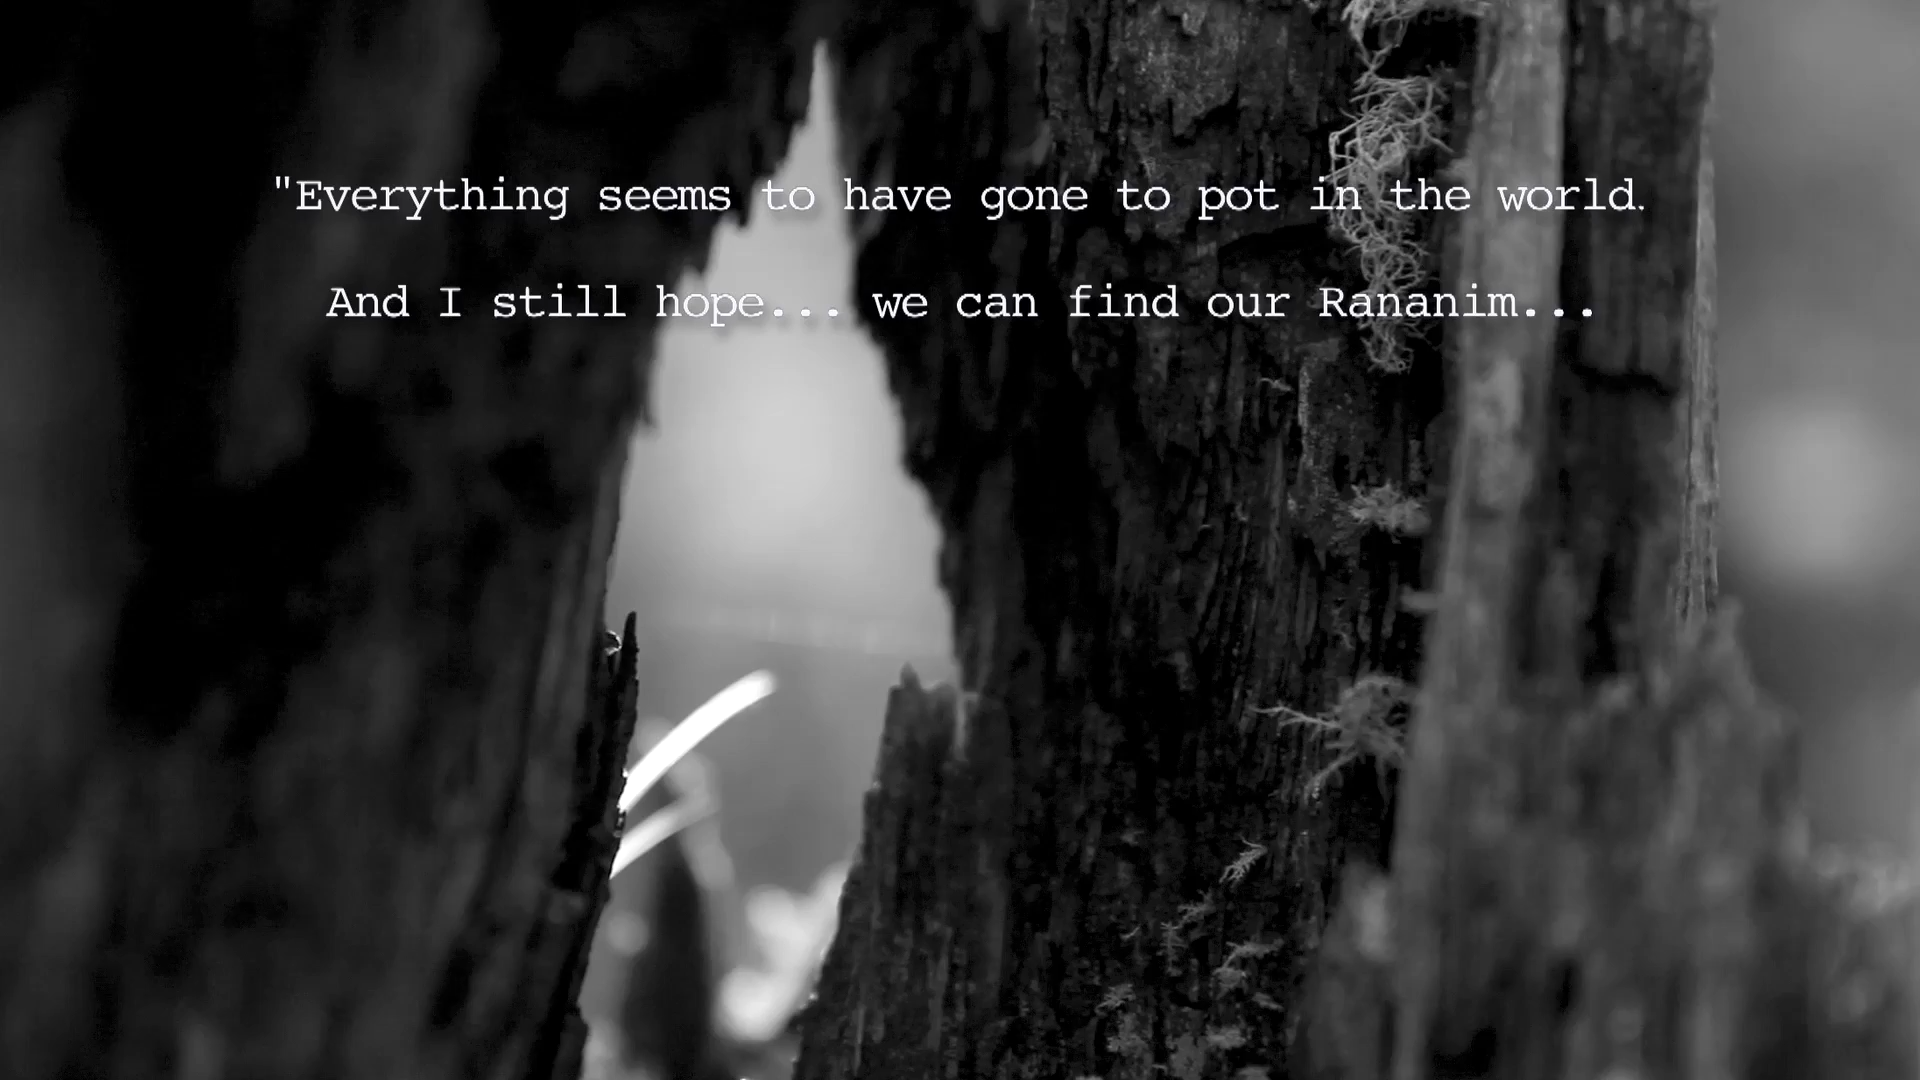 "Everything seems to have gone to pot in the world.
And I still hope... we can find our Rananim...